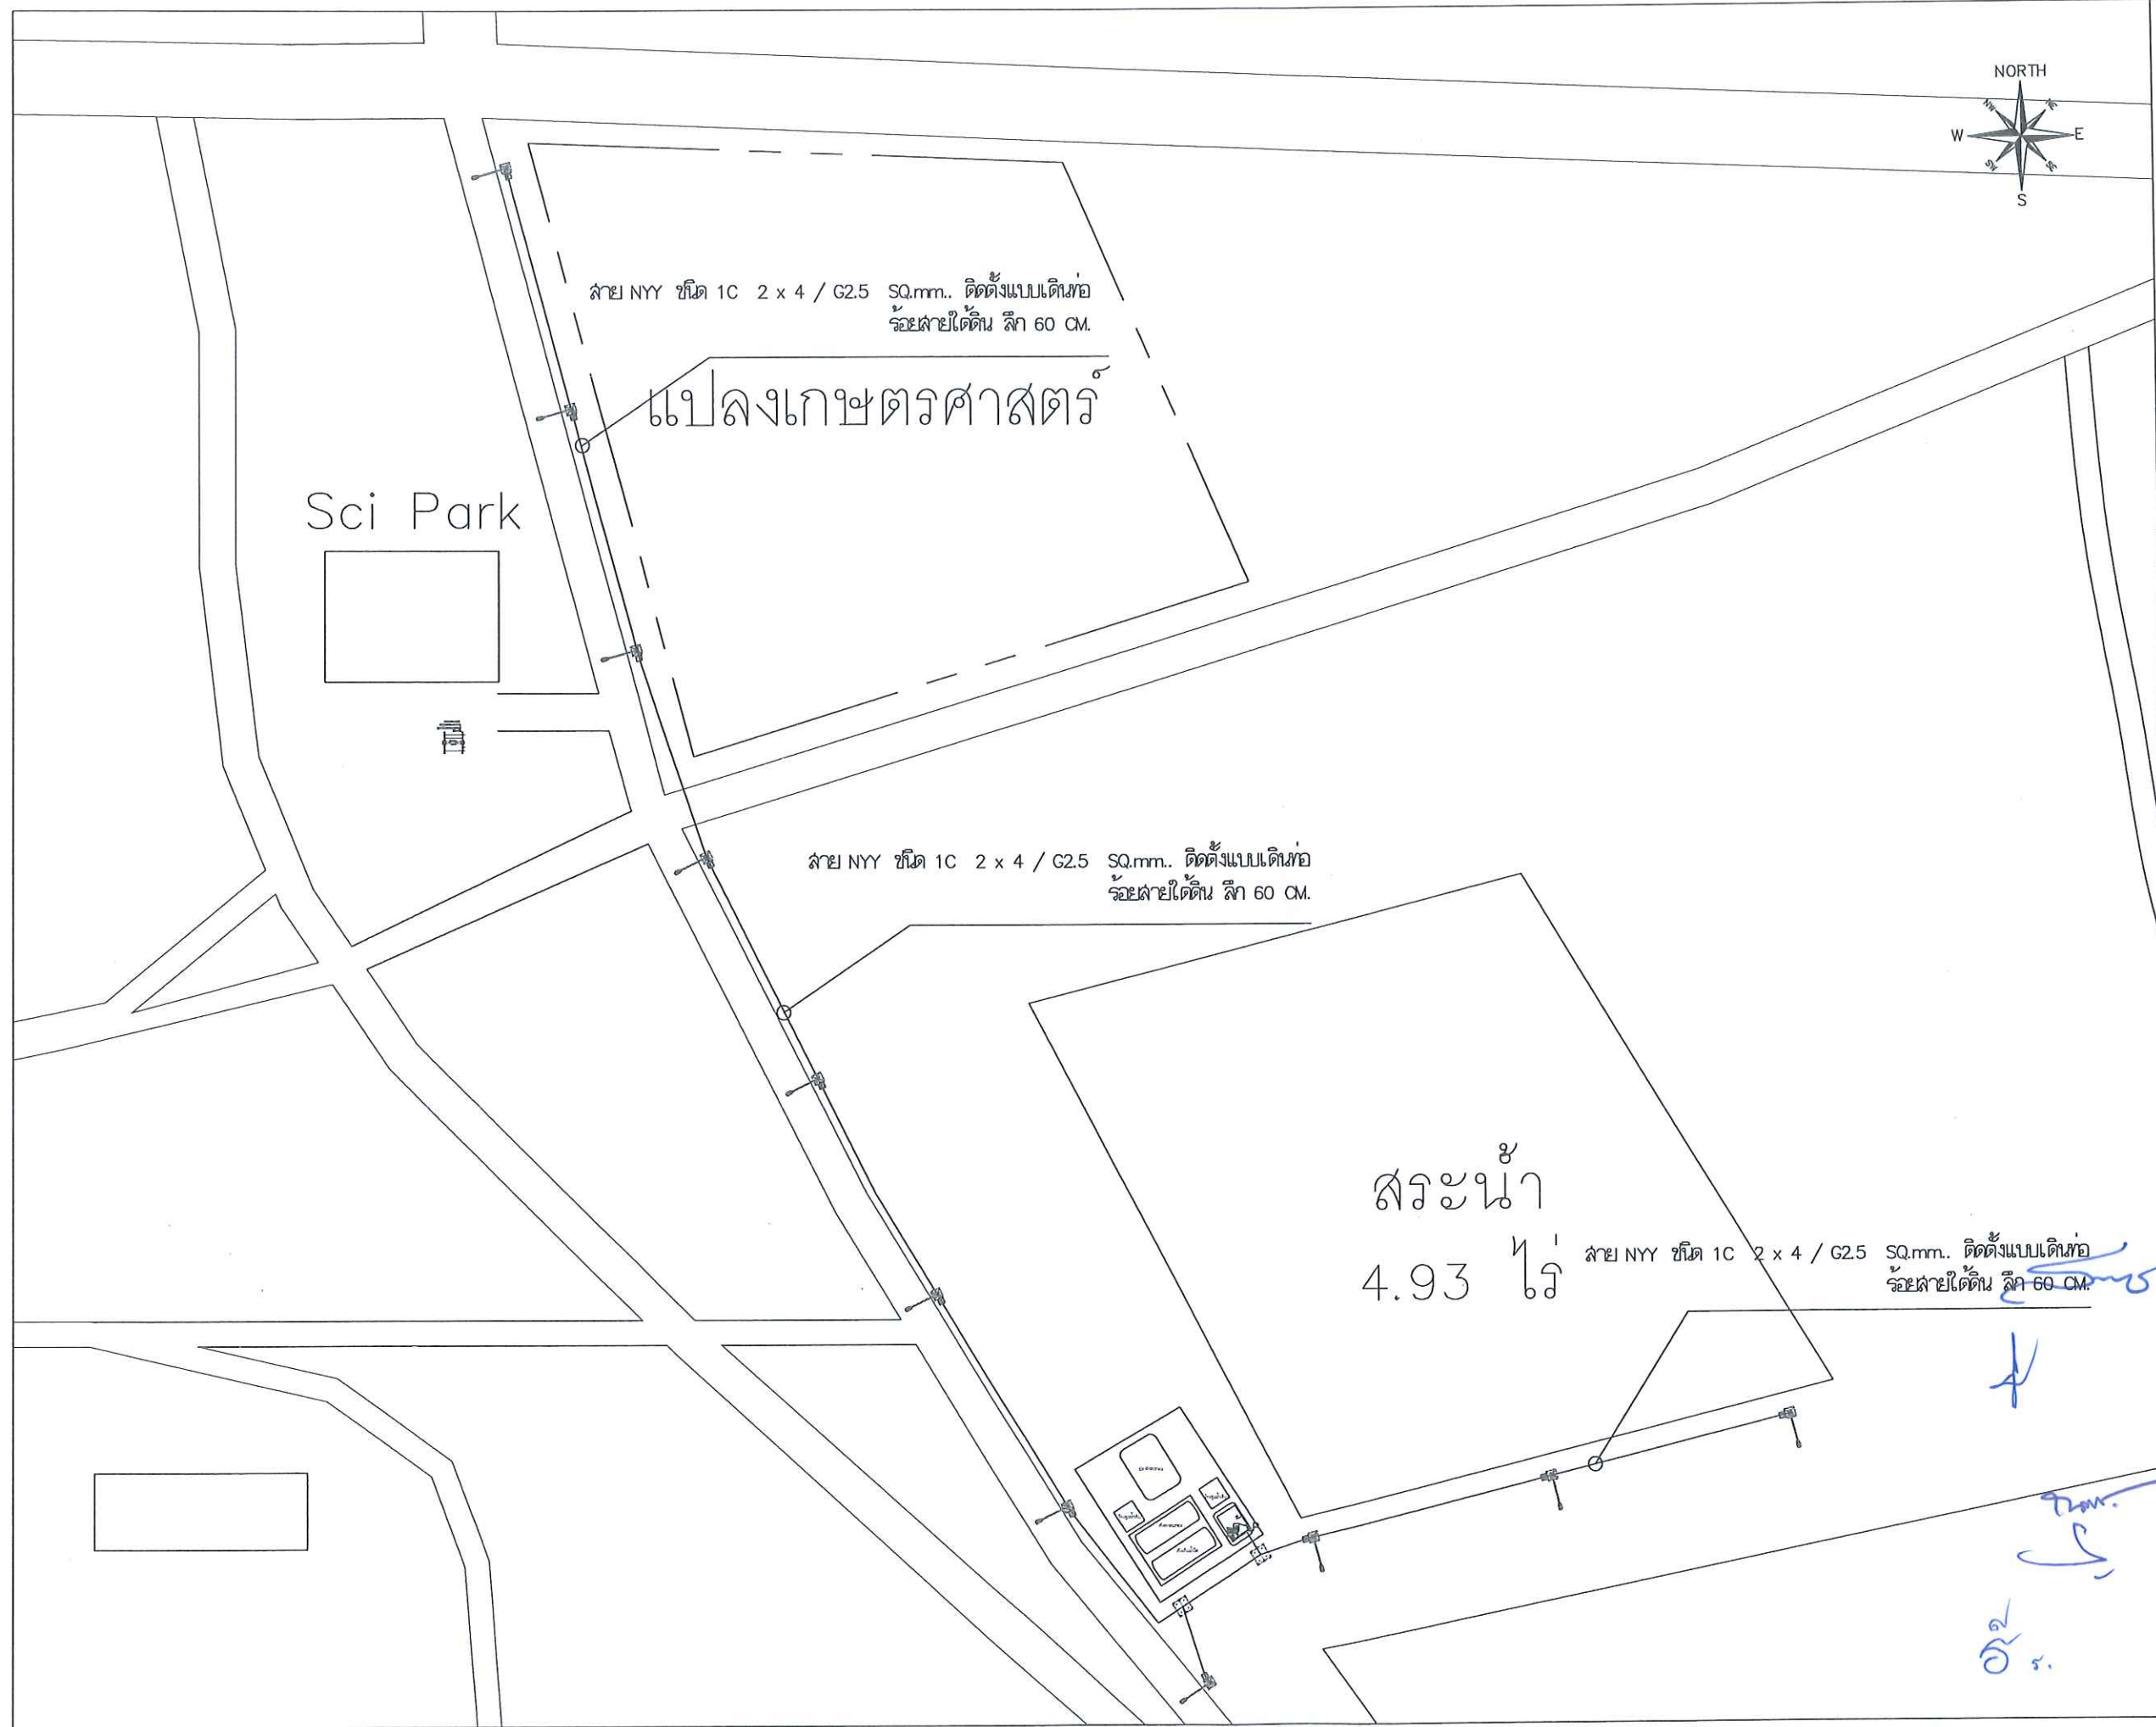 NORTH
NW
NE
W
E
S
สาย NYY ชนิด 1C 2 x 4 / G2.5 SQ.mm.. ติดตั้งแบบเดินท่อ
ร้อยสายใต้ดิน ลึก 60 CM.
แปลงเกษตรศาสตร์
Sci Park
สาย NYY ชนิด 1C 2 x 4 / G2.5 SQ.mm.. ติดตั้งแบบเดินท่อ
ร้อยสายใต้ดิน ลึก 60 CM.
สระน้ำ
4.93 ไร่
สาย NYY ชนิด 1C 2 x 4 / G2.5 SQ.mm.. ติดตั้งแบบเดินท่อ
ร้อยสายใต้ดิน ลึก 60 CM.